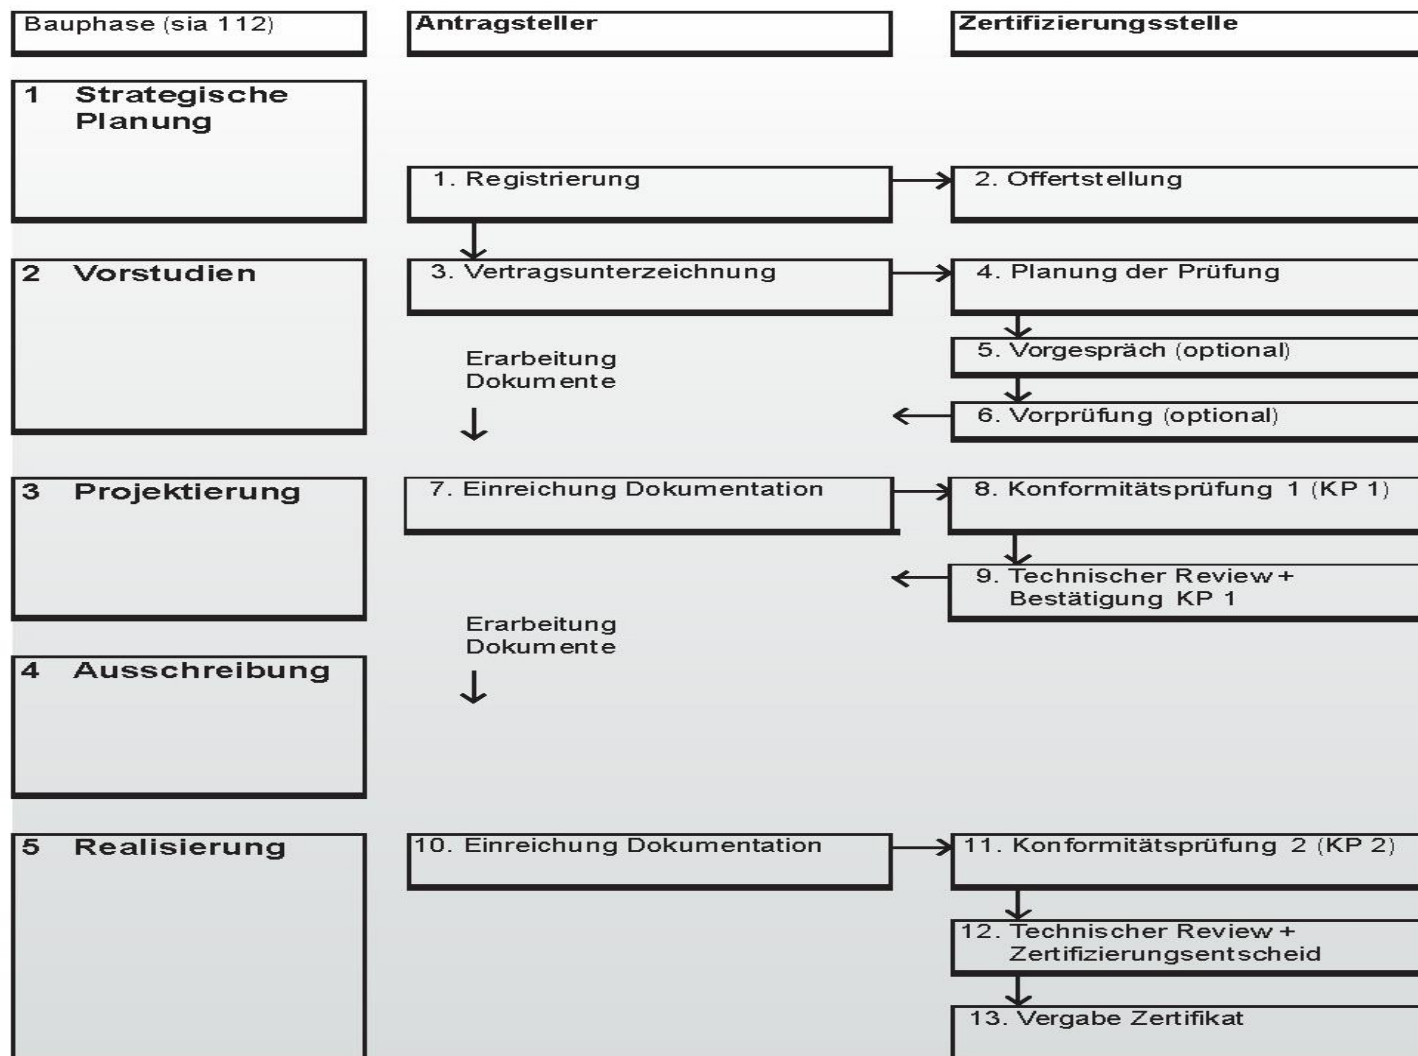 Bauphase (sia 112)
Antragsteller
Zertifizierungsstelle
1 Strategische
Planung
1. Registrierung
2. Offertstellung
2 Vorstudien
3. Vertragsunterzeichnung
4. Planung der Prüfung
Erarbeitung
Dokumente
5. Vorgespräch (optional)
6. Vorprüfung (optional)
3 Projektierung
7. Einreichung Dokumentation
8. Konformitätsprüfung 1 (KP 1)
9. Technischer Review +
Bestätigung KP 1
Erarbeitung
Dokumente
4 Ausschreibung
5 Realisierung
10. Einreichung Dokumentation
11. Konformitätsprüfung 2 (KP 2)
12. Technischer Review +
Zertifizierungsentscheid
13. Vergabe Zertifikat